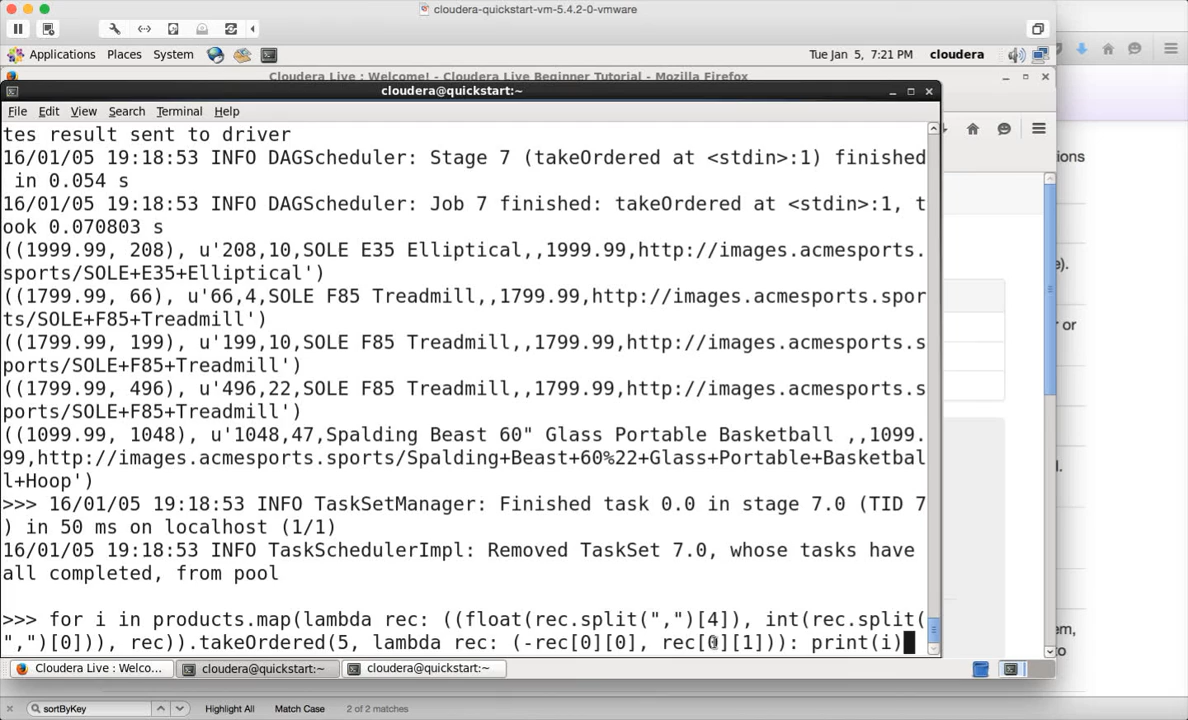 cloudera-quickstart-vm-5.4.2-0-vmware
Applications Places System
Tue Jan 5, 7:21 PM cloudera
Cloudera Live : Welcome! - Cloudera Live Beginner Tutorial - Mozilla Firefox
cloudera@quickstart:~
File Edit View Search Terminal Help
tes result sent to driver
16/01/05 19:18:53 INFO DAGScheduler: Stage 7 (takeOrdered at <stdin>:1) finished
 in 0.054 s
16/01/05 19:18:53 INFO DAGScheduler: Job 7 finished: takeOrdered at <stdin>:1, t
ook 0.070803 s
((1999.99, 208), u'208,10,SOLE E35 Elliptical,,1999.99,http://images.acmesports.
sports/SOLE+E35+Elliptical')
((1799.99, 66), u'66,4,SOLE F85 Treadmill,,1799.99,http://images.acmesports.spor
ts/SOLE+F85+Treadmill')
((1799.99, 199), u'199,10,SOLE F85 Treadmill,,1799.99,http://images.acmesports.s
ports/SOLE+F85+Treadmill')
((1799.99, 496), u'496,22,SOLE F85 Treadmill,,1799.99,http://images.acmesports.s
ports/SOLE+F85+Treadmill')
((1099.99, 1048), u'1048,47,Spalding Beast 60" Glass Portable Basketball ,,1099.
99,http://images.acmesports.sports/Spalding+Beast+60%22+Glass+Portable+Basketbal
l+Hoop')
>>> 16/01/05 19:18:53 INFO TaskSetManager: Finished task 0.0 in stage 7.0 (TID 7
) in 50 ms on localhost (1/1)
16/01/05 19:18:53 INFO TaskSchedulerImpl: Removed TaskSet 7.0, whose tasks have
all completed, from pool
>>> for i in products.map(lambda rec: ((float(rec.split(",")[4]), int(rec.split(
",")[0])), rec)).takeOrdered(5, lambda rec: (-rec[0][0], rec[0][1])): print(i)
ions
e).
r or
l.
em,
to
Cloudera Live : Welco... cloudera@quickstart:~ cloudera@quickstart:~
sortByKey Highlight All Match Case 2 of 2 matches